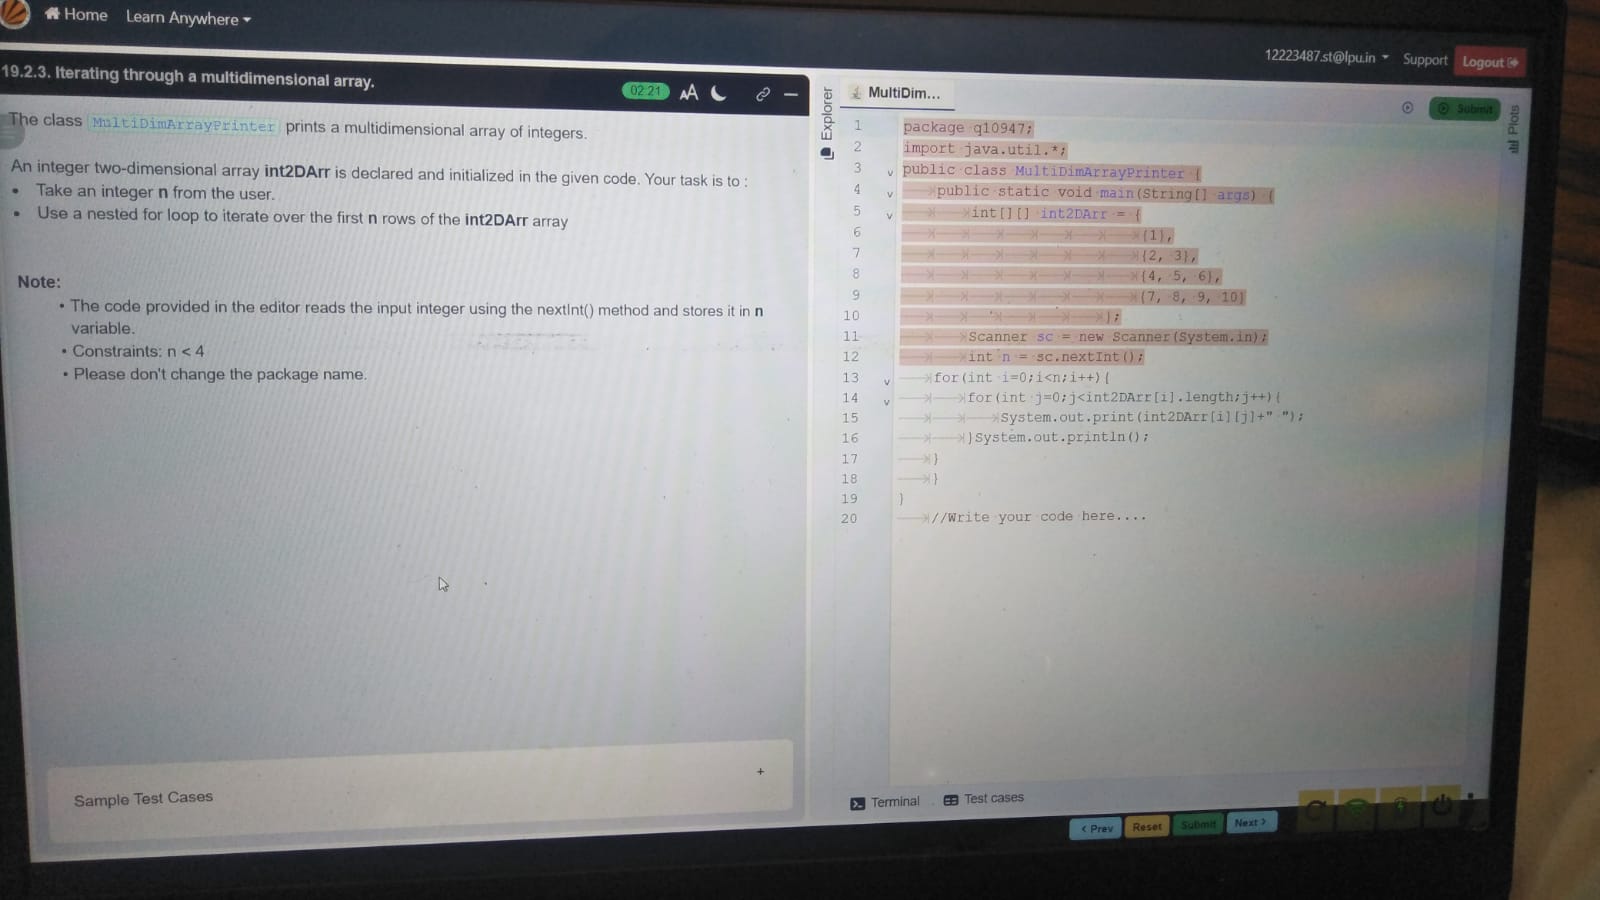 Home Learn Anywhere
12223487.st@lpu.in Support Logout
19.2.3. Iterating through a multidimensional array.
02:21 AA
The class MultiDimArrayPrinter prints a multidimensional array of integers.
An integer two-dimensional array int2DArr is declared and initialized in the given code. Your task is to :
• Take an integer n from the user.
• Use a nested for loop to iterate over the first n rows of the int2DArr array
Note:
• The code provided in the editor reads the input integer using the nextInt() method and stores it in n
variable.
• Constraints: n < 4
• Please don't change the package name.
Sample Test Cases
+
Explorer
MultiDim...
Submit
Plots
1 package q10947;
2 import java.util.*;
3 public class MultiDimArrayPrinter {
4 public static void main(String[] args) {
5 int[][] int2DArr = {
6 {1},
7 {2, 3},
8 {4, 5, 6},
9 {7, 8, 9, 10}
10 };
11 Scanner sc = new Scanner(System.in);
12 int n = sc.nextInt();
13 for(int i=0;i<n;i++){
14 for(int j=0;j<int2DArr[i].length;j++){
15 System.out.print(int2DArr[i][j]+" ");
16 }System.out.println();
17 }
18 }
19 }
20 //Write your code here....
Terminal Test cases
< Prev Reset Submit Next >